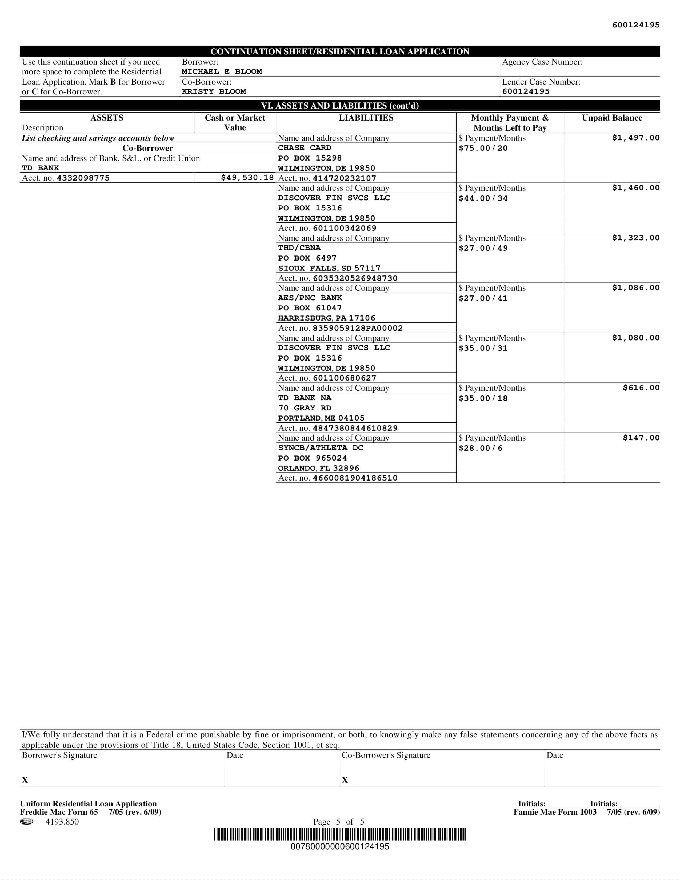 600124195
CONTINUATION SHEET/RESIDENTIAL LOAN APPLICATION
Use this continuation sheet if you need
more space to complete the Residential
Loan Application. Mark B for Borrower
or C for Co-Borrower.
Borrower:
MICHAEL E BLOOM
Co-Borrower:
KRISTY BLOOM
Agency Case Number:
Lender Case Number:
600124195
VI. ASSETS AND LIABILITIES (cont'd)
ASSETS
Description
Cash or Market
Value
LIABILITIES
Monthly Payment &
Months Left to Pay
Unpaid Balance
List checking and savings accounts below
Co-Borrower
Name and address of Bank, S&L, or Credit Union
TD BANK
Acct. no. 4332098775 $49,530.18
Name and address of Company $ Payment/Months $1,497.00
CHASE CARD $75.00/20
PO BOX 15298
WILMINGTON, DE 19850
Acct. no. 414720232107
Name and address of Company $ Payment/Months $1,460.00
DISCOVER FIN SVCS LLC $44.00/34
PO BOX 15316
WILMINGTON, DE 19850
Acct. no. 601100342069
Name and address of Company $ Payment/Months $1,323.00
THD/CBNA $27.00/49
PO BOX 6497
SIOUX FALLS, SD 57117
Acct. no. 6035320526948730
Name and address of Company $ Payment/Months $1,086.00
AES/PNC BANK $27.00/41
PO BOX 61047
HARRISBURG, PA 17106
Acct. no. 8359059128PA00002
Name and address of Company $ Payment/Months $1,080.00
DISCOVER FIN SVCS LLC $35.00/31
PO BOX 15316
WILMINGTON, DE 19850
Acct. no. 601100680627
Name and address of Company $ Payment/Months $616.00
TD BANK NA $35.00/18
70 GRAY RD
PORTLAND, ME 04105
Acct. no. 4847380844610829
Name and address of Company $ Payment/Months $147.00
SYNCB/ATHLETA DC $28.00/6
PO BOX 965024
ORLANDO, FL 32896
Acct. no. 4660081904186510
I/We fully understand that it is a Federal crime punishable by fine or imprisonment, or both, to knowingly make any false statements concerning any of the above facts as
applicable under the provisions of Title 18, United States Code, Section 1001, et seq.
Borrower's Signature Date Co-Borrower's Signature Date
X X
Uniform Residential Loan Application Initials: Initials:
Freddie Mac Form 65 7/05 (rev. 6/09) Fannie Mae Form 1003 7/05 (rev. 6/09)
4193.850 Page 5 of 5
0078000000600124195